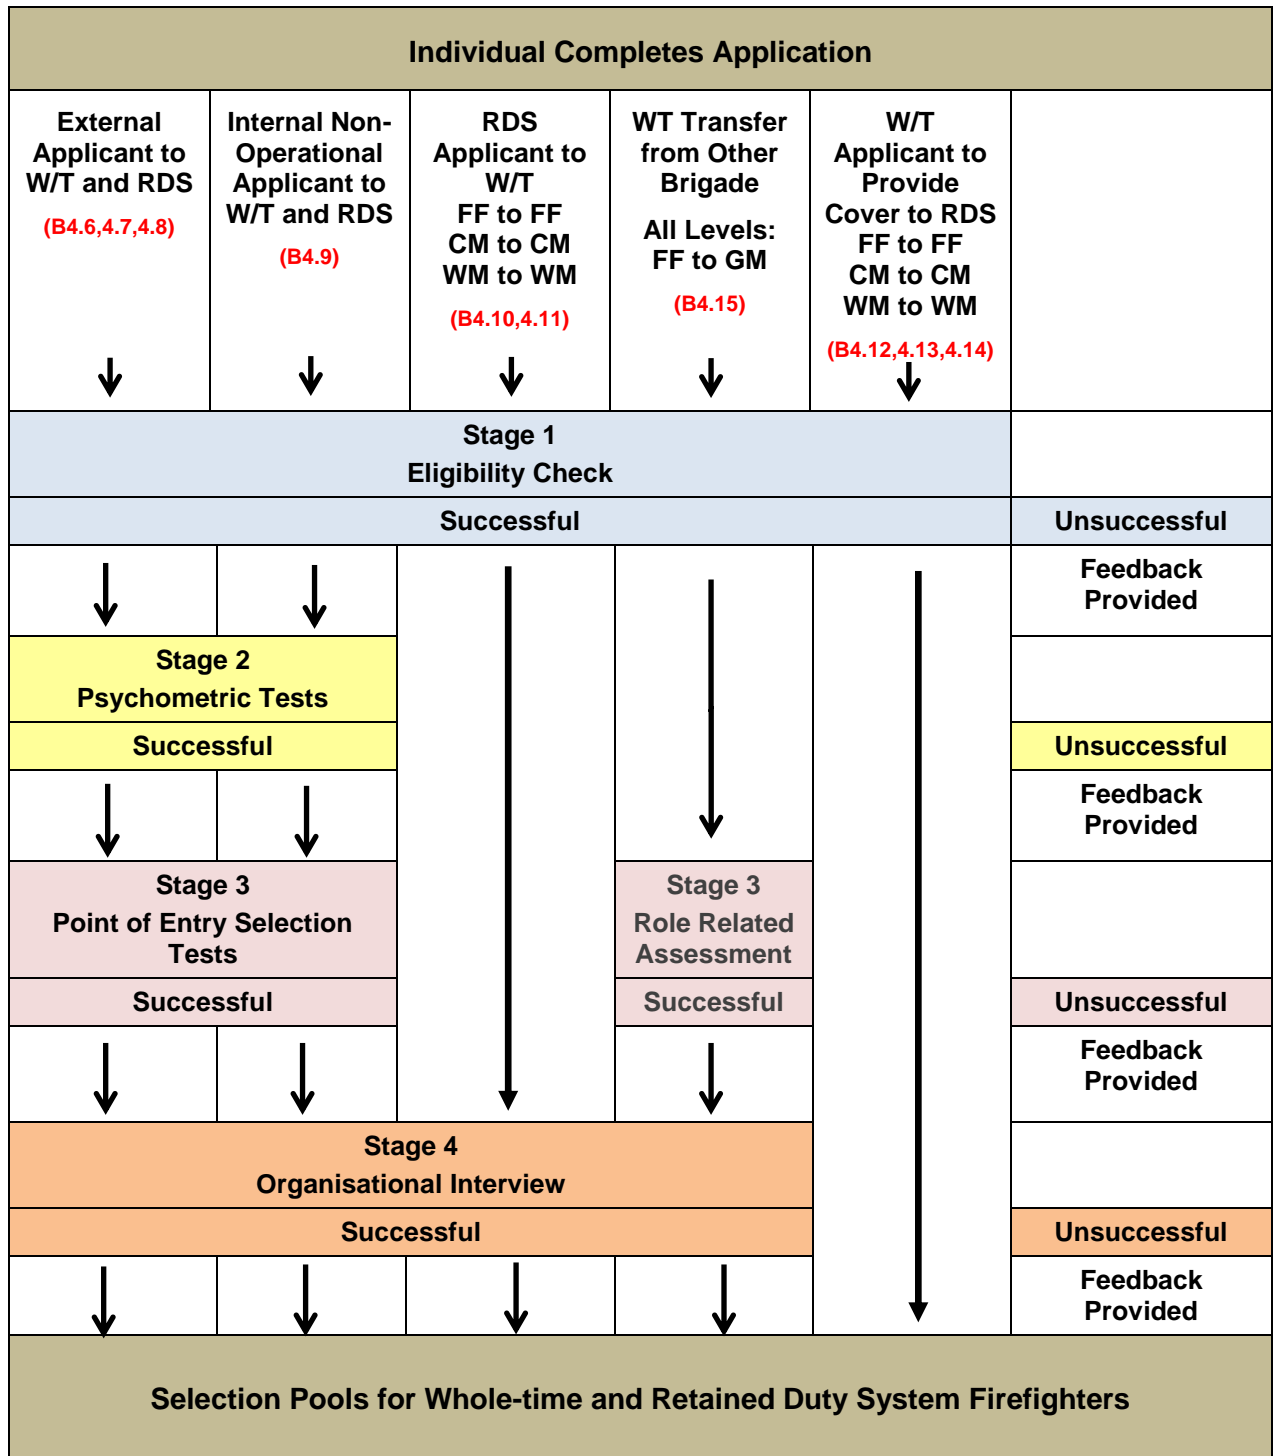 Individual Completes Application
External
Applicant to
W/T and RDS
(B4.6,4.7,4.8)
Internal Non-
Operational
Applicant to
W/T and RDS
(B4.9)
RDS
Applicant to
W/T
FF to FF
CM to CM
WM to WM
(B4.10,4.11)
WT Transfer
from Other
Brigade
All Levels:
FF to GM
(B4.15)
W/T
Applicant to
Provide
Cover to RDS
FF to FF
CM to CM
WM to WM
(B4.12,4.13,4.14)
Stage 1
Eligibility Check
Successful
Unsuccessful
Feedback
Provided
Stage 2
Psychometric Tests
Successful
Unsuccessful
Feedback
Provided
Stage 3
Point of Entry Selection
Tests
Stage 3
Role Related
Assessment
Successful
Successful
Unsuccessful
Feedback
Provided
Stage 4
Organisational Interview
Successful
Unsuccessful
Feedback
Provided
Selection Pools for Whole-time and Retained Duty System Firefighters